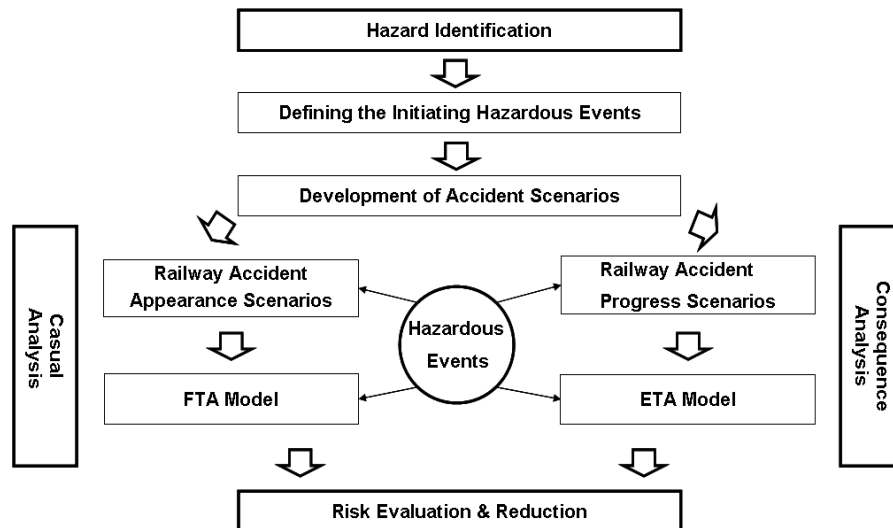 Hazard Identification
Defining the Initiating Hazardous Events
Development of Accident Scenarios
Casual
Analysis
Railway Accident
Appearance Scenarios
Hazardous
Events
Railway Accident
Progress Scenarios
Consequence
Analysis
FTA Model
ETA Model
Risk Evaluation & Reduction